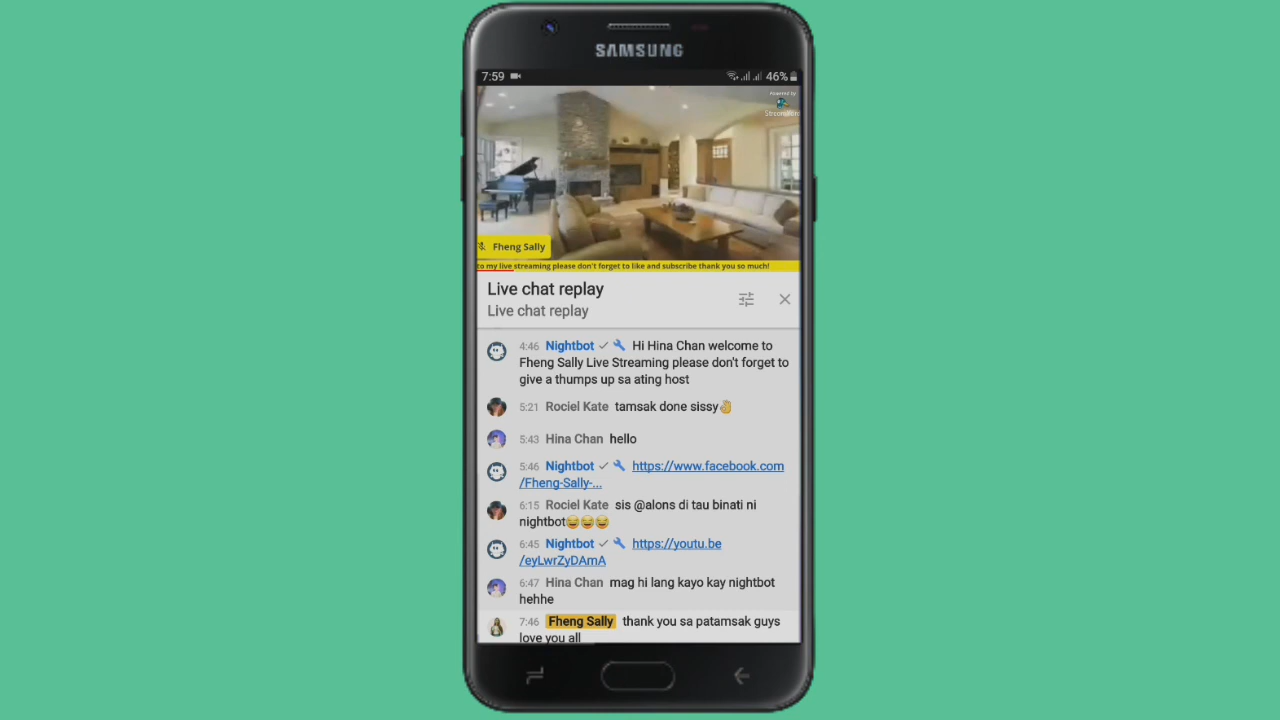 SAMSUNG
7:59 46%
Powered by
StreamYard
Fheng Sally
to my live streaming please don't forget to like and subscribe thank you so much!
Live chat replay
Live chat replay
4:46 Nightbot Hi Hina Chan welcome to
Fheng Sally Live Streaming please don't forget to
give a thumps up sa ating host
5:21 Rociel Kate tamsak done sissy👌
5:43 Hina Chan hello
5:46 Nightbot https://www.facebook.com
/Fheng-Sally-...
6:15 Rociel Kate sis @alons di tau binati ni
nightbot😂😂😂
6:45 Nightbot https://youtu.be
/eyLwrZyDAmA
6:47 Hina Chan mag hi lang kayo kay nightbot
hehhe
7:46 Fheng Sally thank you sa patamsak guys
love you all